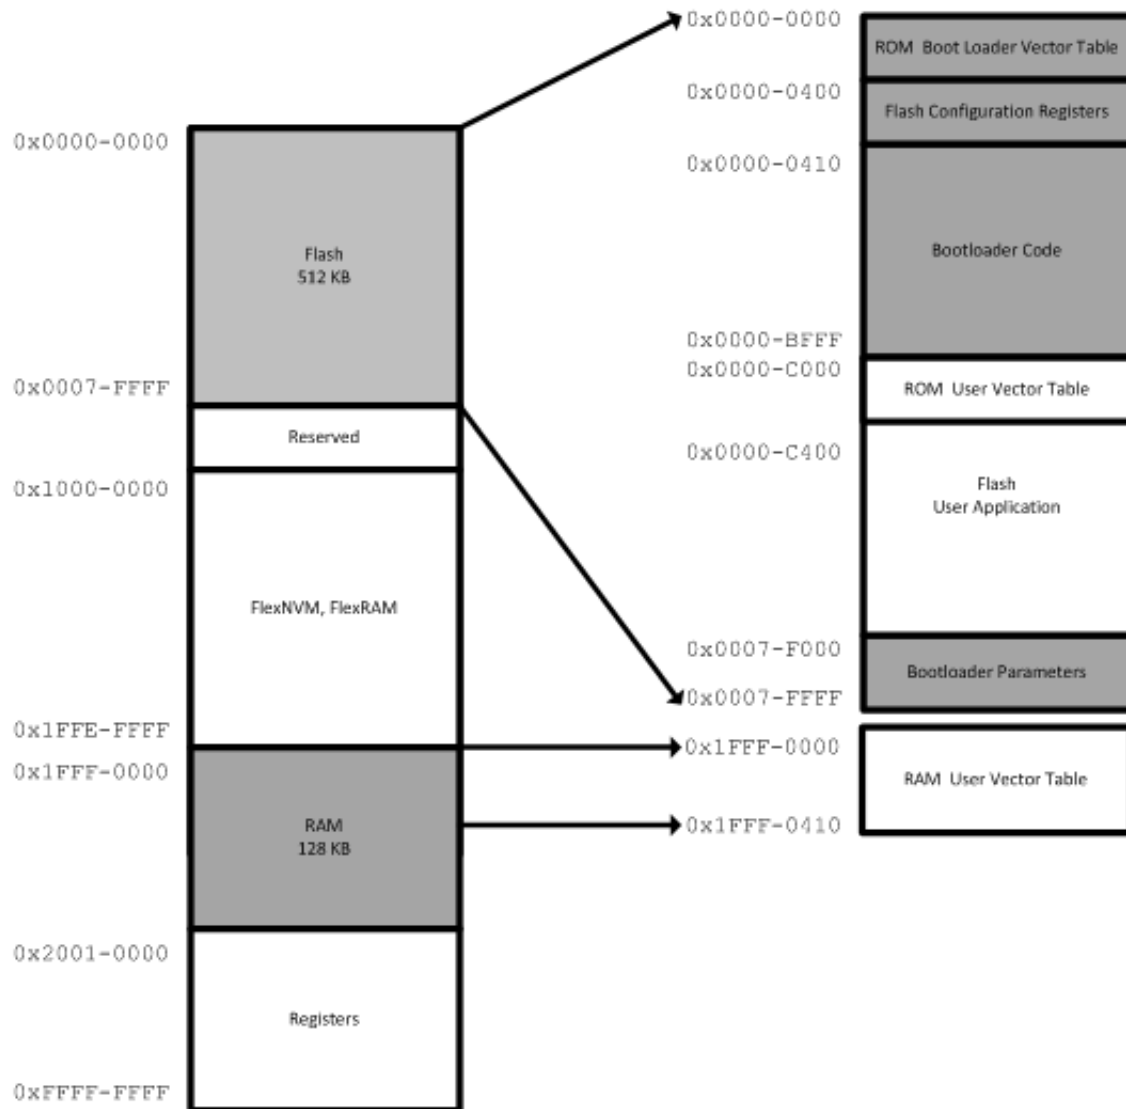 0x0000-0000
Flash
512 KB
0x0007-FFFF
Reserved
0x1000-0000
FlexNVM, FlexRAM
0x1FFE-FFFF
0x1FFF-0000
RAM
128 KB
0x2001-0000
Registers
0xFFFF-FFFF
0x0000-0000
ROM Boot Loader Vector Table
0x0000-0400
Flash Configuration Registers
0x0000-0410
Bootloader Code
0x0000-BFFF
0x0000-C000
ROM User Vector Table
0x0000-C400
Flash
User Application
0x0007-F000
Bootloader Parameters
0x0007-FFFF
0x1FFF-0000
RAM User Vector Table
0x1FFF-0410